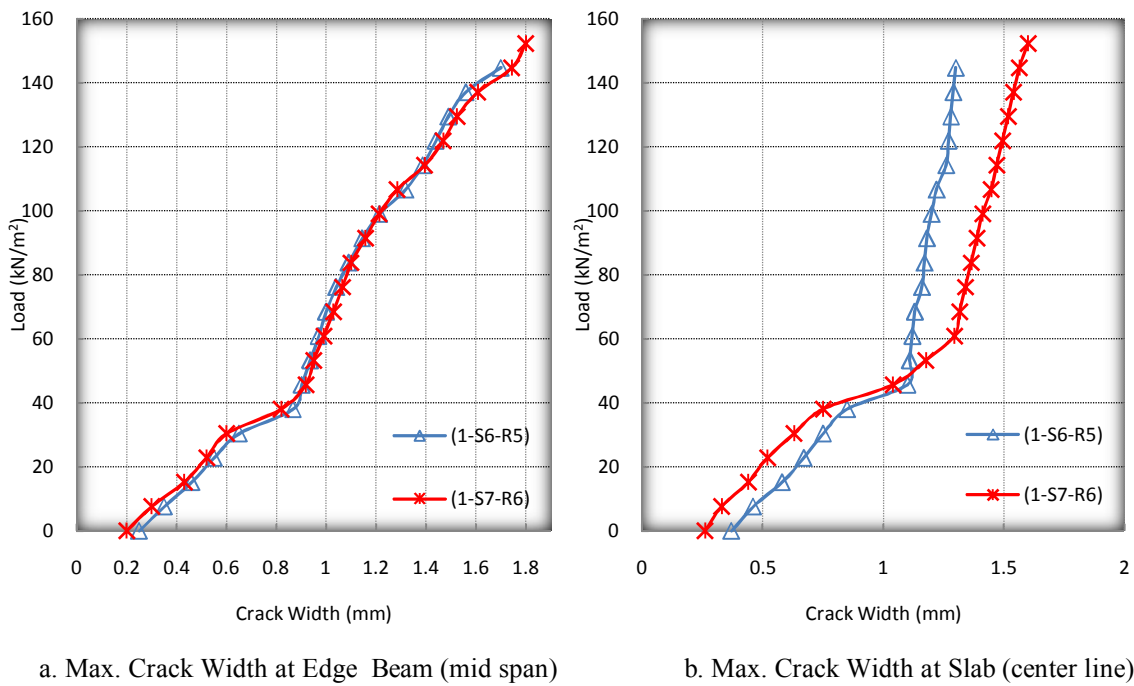 160
140
120
100
80
60
40
20
0
Load (kN/m²)
(1-S6-R5)
(1-S7-R6)
0 0.2 0.4 0.6 0.8 1 1.2 1.4 1.6 1.8
Crack Width (mm)
a. Max. Crack Width at Edge Beam (mid span)
160
140
120
100
80
60
40
20
0
Load (kN/m²)
(1-S6-R5)
(1-S7-R6)
0 0.5 1 1.5 2
Crack Width (mm)
b. Max. Crack Width at Slab (center line)